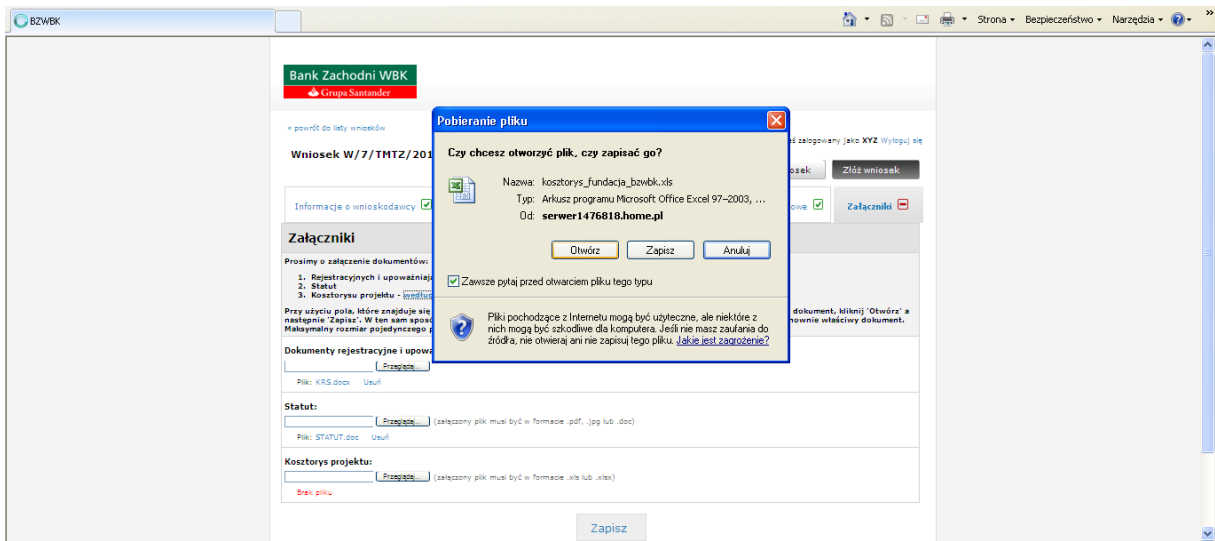 BZWBK
Strona
Bezpieczeństwo
Narzędzia
»
Bank Zachodni WBK
Grupa Santander
« powrót do listy wniosków
eś zalogowany jako XYZ Wyloguj się
Wniosek W/7/TMTZ/201
osek
Złóż wniosek
Informacje o wnioskodawcy
owe
Załączniki
Pobieranie pliku
Czy chcesz otworzyć plik, czy zapisać go?
Nazwa: kosztorys_fundacja_bzwbk.xls
Typ: Arkusz programu Microsoft Office Excel 97–2003, ...
Od: serwer1476818.home.pl
Otwórz
Zapisz
Anuluj
Zawsze pytaj przed otwarciem pliku tego typu
Pliki pochodzące z Internetu mogą być użyteczne, ale niektóre z
nich mogą być szkodliwe dla komputera. Jeśli nie masz zaufania do
źródła, nie otwieraj ani nie zapisuj tego pliku. Jakie jest zagrożenie?
Załączniki
Prosimy o załączenie dokumentów:
1. Rejestracyjnych i upoważniają
2. Statut
3. Kosztorysu projektu - według
Przy użyciu pola, które znajduje się
dokument, kliknij 'Otwórz' a
następnie 'Zapisz'. W ten sam sposó
nownie właściwy dokument.
Maksymalny rozmiar pojedynczego p
Dokumenty rejestracyjne i upowa
Przeglądaj...
Plik: KRS.docx Usuń
Statut:
Przeglądaj... (załączony plik musi być w formacie .pdf, .jpg lub .doc)
Plik: STATUT.doc Usuń
Kosztorys projektu:
Przeglądaj... (załączony plik musi być w formacie .xls lub .xlsx)
Brak pliku
Zapisz